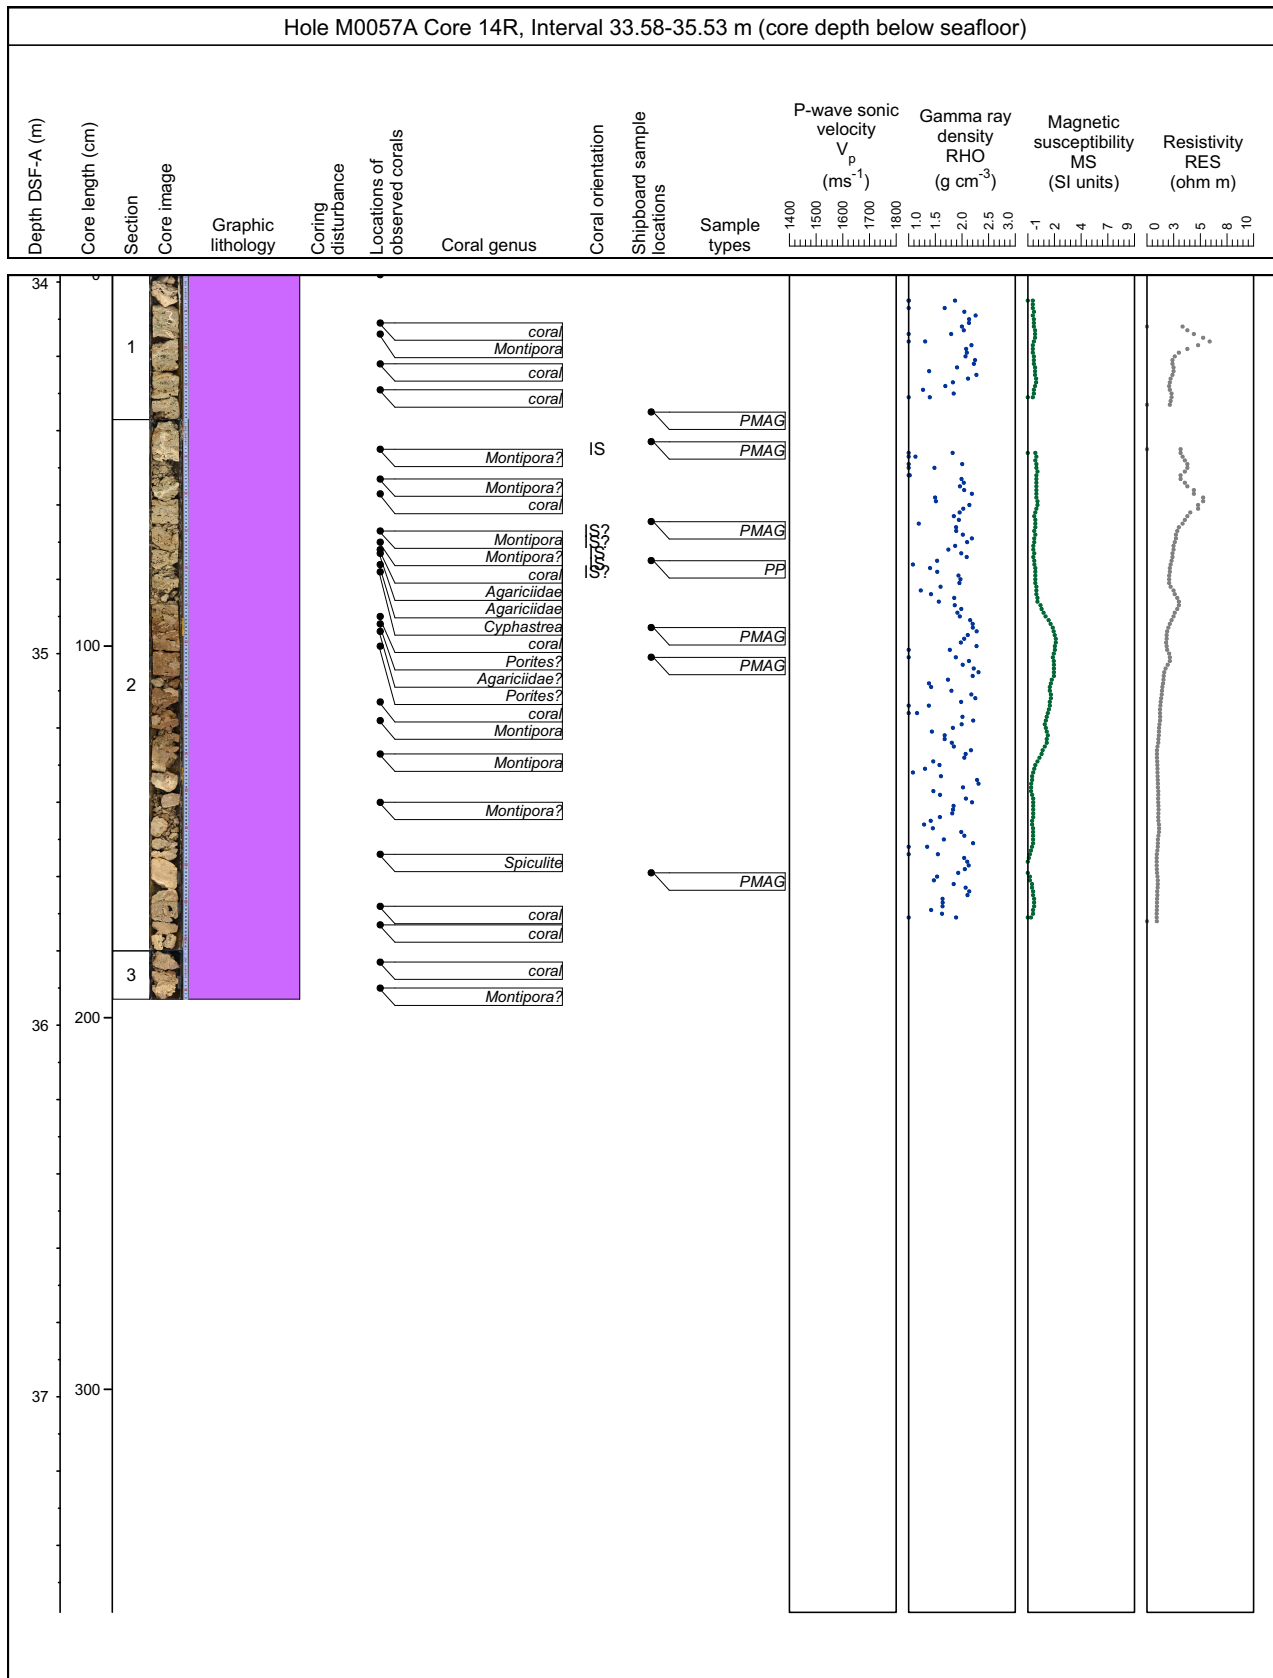 Hole M0057A Core 14R, Interval 33.58-35.53 m (core depth below seafloor)
Depth DSF-A (m)
Core length (cm)
Section
Core image
Graphic
lithology
Coring
disturbance
Locations of
observed corals
Coral genus
Coral orientation
Shipboard sample
locations
Sample
types
P-wave sonic
velocity
Vp
(ms-1)
1400
1500
1600
1700
1800
Gamma ray
density
RHO
(g cm-3)
1.0
1.5
2.0
2.5
3.0
Magnetic
susceptibility
MS
(SI units)
-1
2
4
7
9
Resistivity
RES
(ohm m)
0
3
5
8
10
34
35
36
37
0
100
200
300
1
2
3
coral
Montipora
coral
coral
Montipora?
Montipora?
coral
Montipora
Montipora?
coral
Agariciidae
Agariciidae
Cyphastrea
coral
Porites?
Agariciidae?
Porites?
coral
Montipora
Montipora
Montipora?
Spiculite
coral
coral
coral
Montipora?
IS
IS?
IS?
IS
IS
IS?
PMAG
PMAG
PMAG
PP
PMAG
PMAG
PMAG